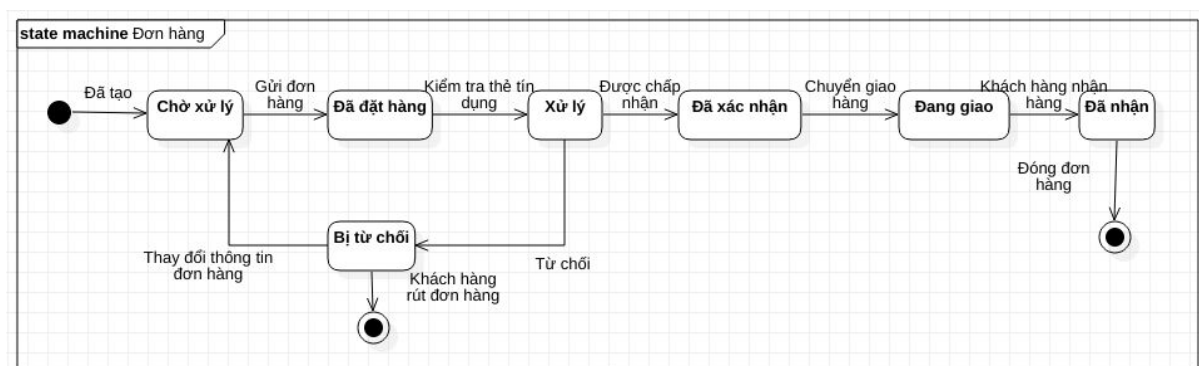 state machine Đơn hàng
Đã tạo
Chờ xử lý
Gửi đơn
hàng
Đã đặt hàng
Kiểm tra thẻ tín
dụng
Xử lý
Được chấp
nhận
Đã xác nhận
Chuyển giao
hàng
Đang giao
Khách hàng nhận
hàng
Đã nhận
Đóng đơn
hàng
Bị từ chối
Thay đổi thông tin
đơn hàng
Khách hàng
rút đơn hàng
Từ chối